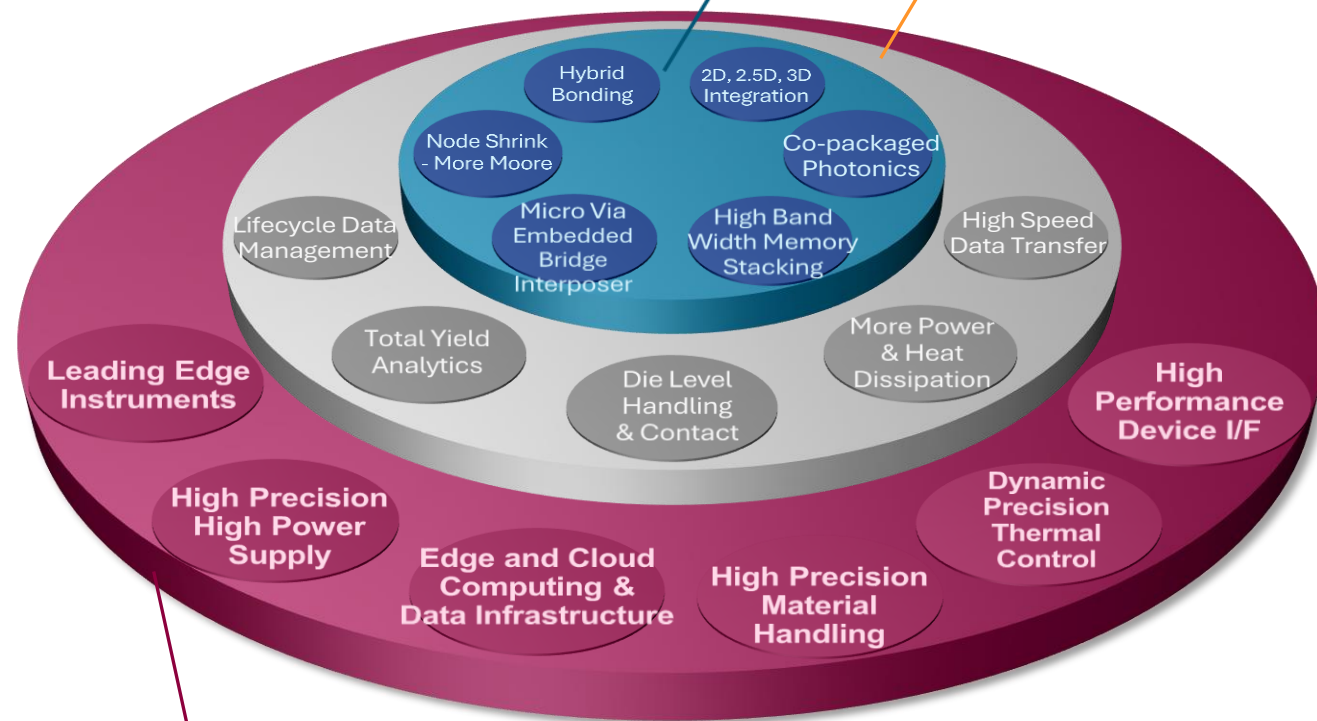 Hybrid
Bonding
2D, 2.5D, 3D
Integration
Node Shrink
- More Moore
Co-packaged
Photonics
Micro Via
Embedded
Bridge
Interposer
High Band
Width Memory
Stacking
Lifecycle Data
Management
High Speed
Data Transfer
Total Yield
Analytics
More Power
& Heat
Dissipation
Die Level
Handling
& Contact
Leading Edge
Instruments
High
Performance
Device I/F
High Precision
High Power
Supply
Dynamic
Precision
Thermal
Control
Edge and Cloud
Computing &
Data Infrastructure
High Precision
Material
Handling